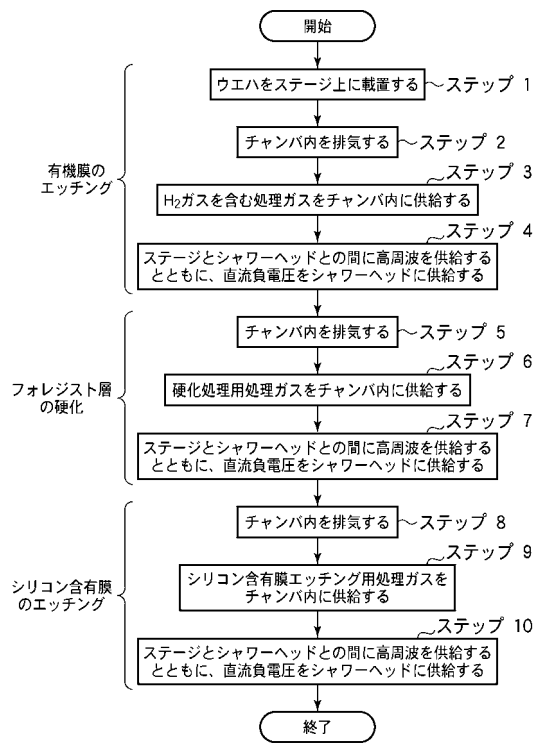 開始
有機膜の
エッチング
ウエハをステージ上に載置する
ステップ 1
チャンバ内を排気する
ステップ 2
ステップ 3
H₂ガスを含む処理ガスをチャンバ内に供給する
ステップ 4
ステージとシャワーヘッドとの間に高周波を供給する
とともに、直流負電圧をシャワーヘッドに供給する
フォレジスト層
の硬化
チャンバ内を排気する
ステップ 5
ステップ 6
硬化処理用処理ガスをチャンバ内に供給する
ステップ 7
ステージとシャワーヘッドとの間に高周波を供給する
とともに、直流負電圧をシャワーヘッドに供給する
シリコン含有膜
のエッチング
チャンバ内を排気する
ステップ 8
ステップ 9
シリコン含有膜エッチング用処理ガスを
チャンバ内に供給する
ステップ 10
ステージとシャワーヘッドとの間に高周波を供給する
とともに、直流負電圧をシャワーヘッドに供給する
終了